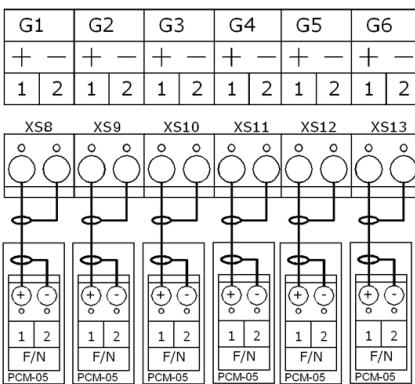 G1 G2 G3 G4 G5 G6
+ − + − + − + − + − + −
1 2 1 2 1 2 1 2 1 2 1 2
XS8 XS9 XS10 XS11 XS12 XS13
+ - + - + - + - + - + -
1 2 1 2 1 2 1 2 1 2 1 2
F/N F/N F/N F/N F/N F/N
PCM-05 PCM-05 PCM-05 PCM-05 PCM-05 PCM-05